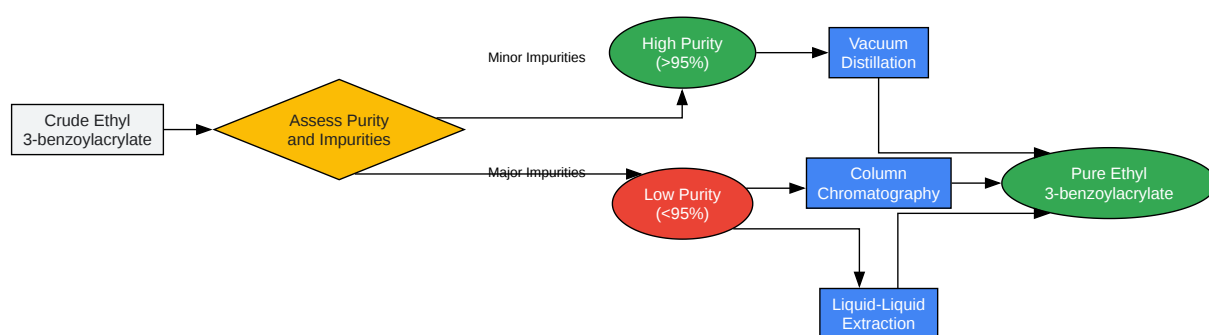 Crude Ethyl
3-benzoylacrylate
Assess Purity
and Impurities
Minor Impurities
High Purity
(>95%)
Vacuum
Distillation
Major Impurities
Low Purity
(<95%)
Column
Chromatography
Pure Ethyl
3-benzoylacrylate
Liquid-Liquid
Extraction